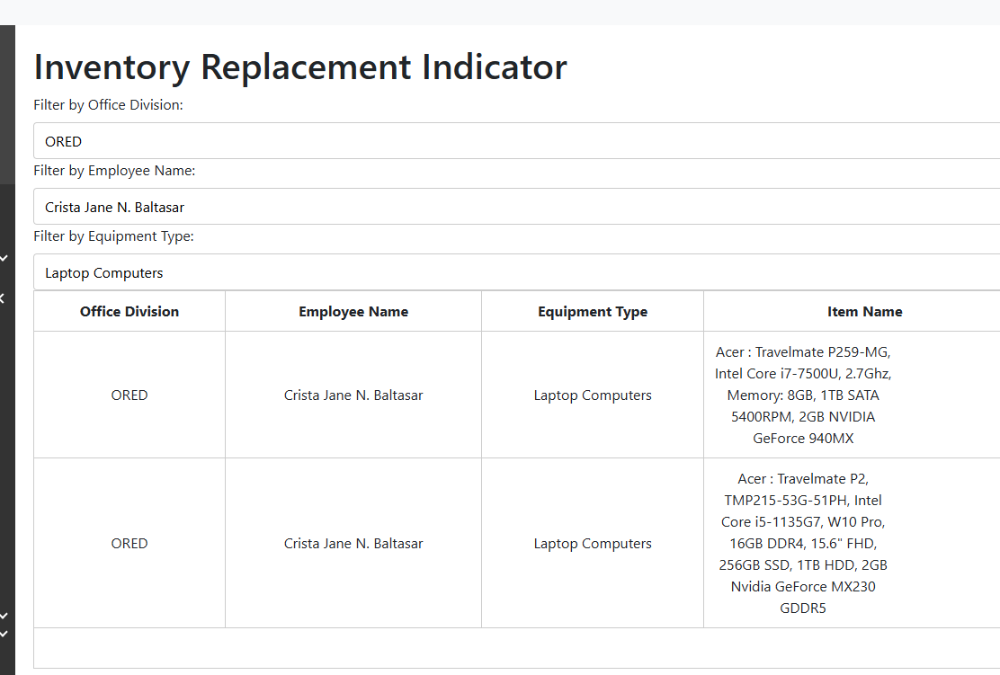 Inventory Replacement Indicator
Filter by Office Division:
ORED
Filter by Employee Name:
Crista Jane N. Baltasar
Filter by Equipment Type:
Laptop Computers
Office Division Employee Name Equipment Type Item Name
ORED Crista Jane N. Baltasar Laptop Computers
Acer : Travelmate P259-MG,
Intel Core i7-7500U, 2.7Ghz,
Memory: 8GB, 1TB SATA
5400RPM, 2GB NVIDIA
GeForce 940MX
ORED Crista Jane N. Baltasar Laptop Computers
Acer : Travelmate P2,
TMP215-53G-51PH, Intel
Core i5-1135G7, W10 Pro,
16GB DDR4, 15.6" FHD,
256GB SSD, 1TB HDD, 2GB
Nvidia GeForce MX230
GDDR5